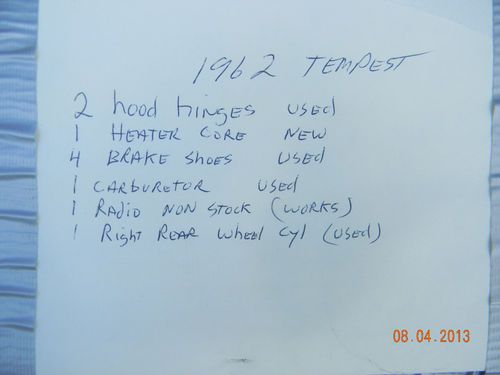 1962 TEMPEST
2 hood hinges used
1 HEATER CORE NEW
4 BRAKE SHOES USED
1 CARBURETOR USED
1 RADIO NON STOCK (WORKS)
1 Right REAR Wheel Cyl (USED)
08.04.2013